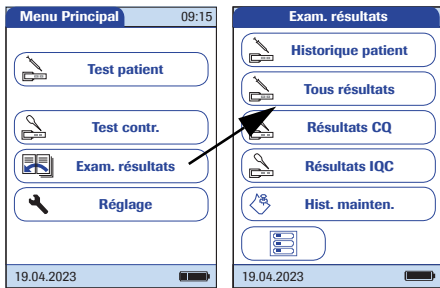 Menu Principal 09:15
Test patient
Test contr.
Exam. résultats
Réglage
19.04.2023
Exam. résultats
Historique patient
Tous résultats
Résultats CQ
Résultats IQC
Hist. mainten.
19.04.2023